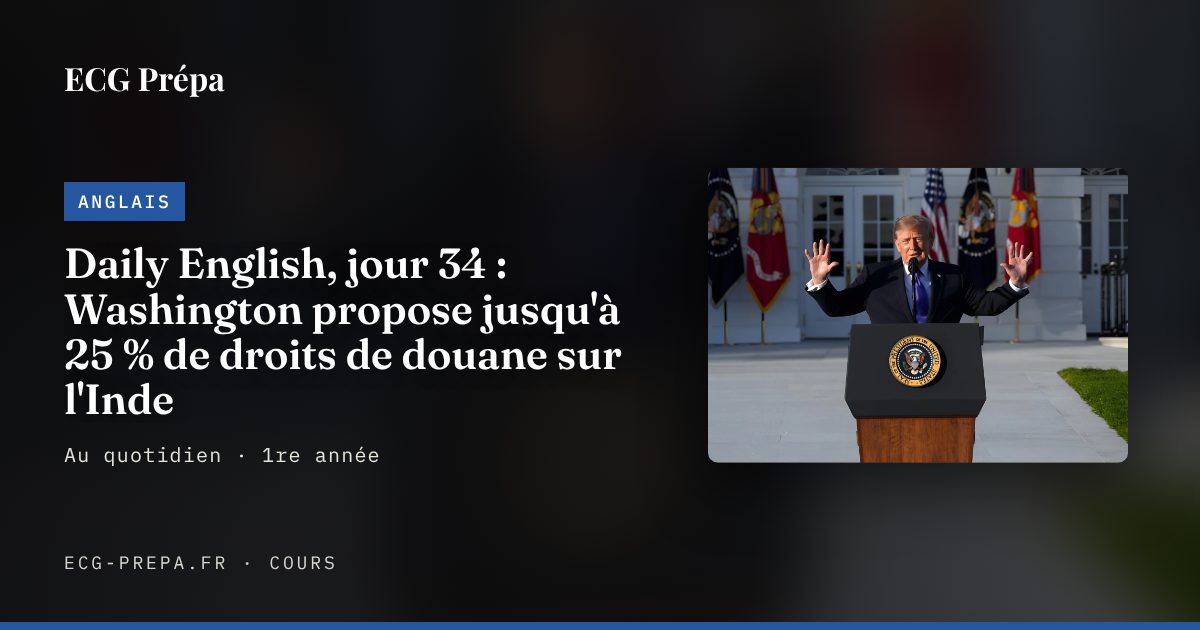 ECG Prépa
ANGLAIS
Daily English, jour 34 :
Washington propose jusqu'à
25 % de droits de douane sur
l'Inde
Au quotidien · 1re année
ECG-PREPA.FR · COURS